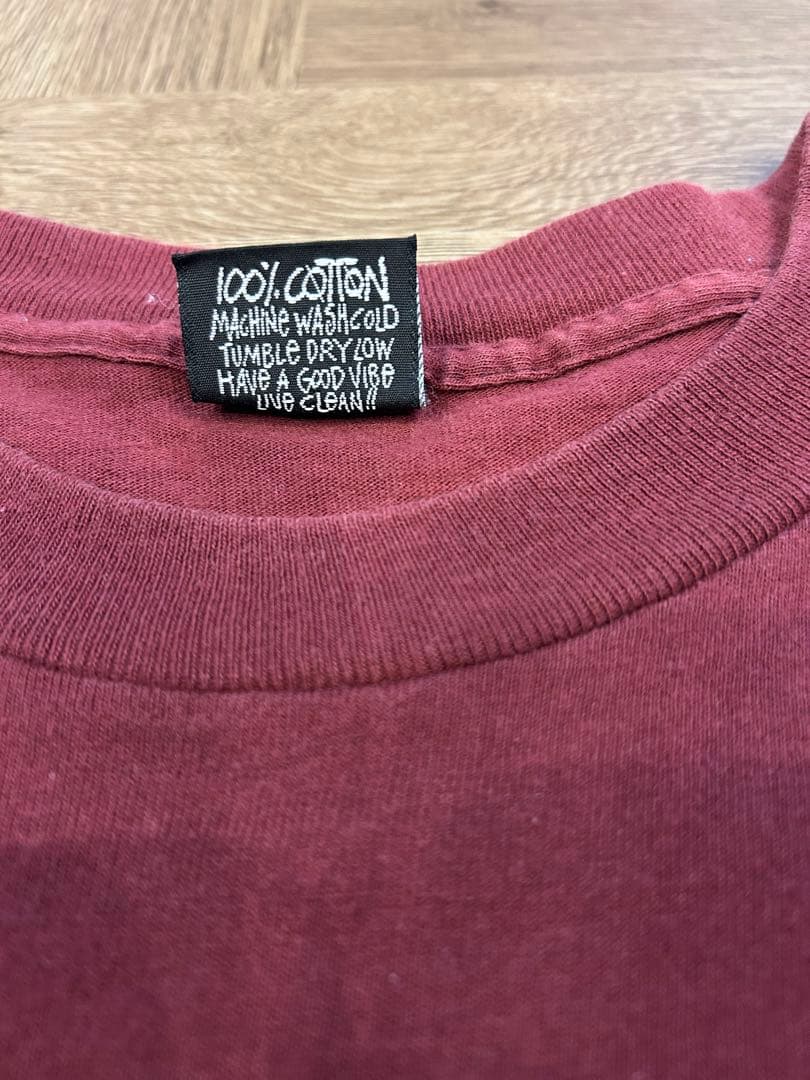 100% COTTON
MACHINE WASH COLD
TUMBLE DRY LOW
HAVE A GOOD VIBE
LIVE CLEAN!!